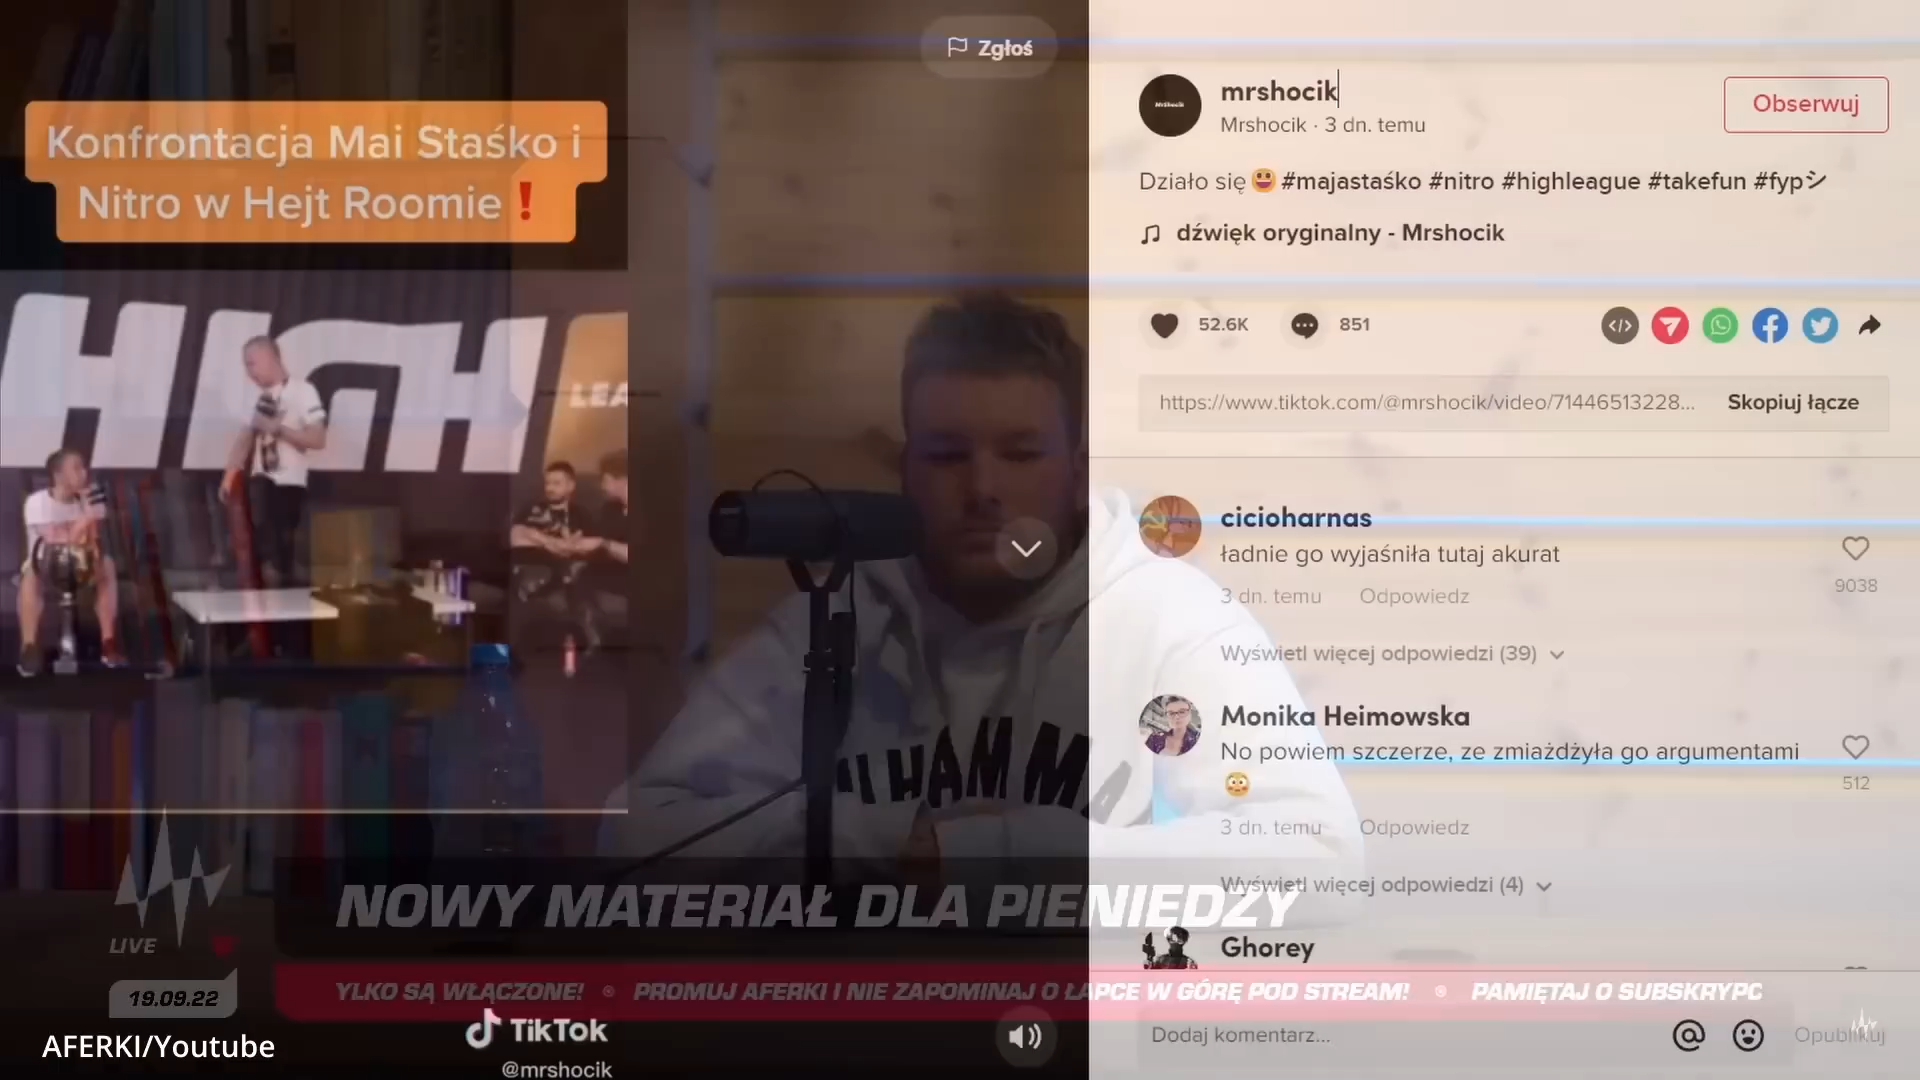 Zgłoś
Konfrontacja Mai Staśko i
Nitro w Hejt Roomie❗
HIGH
LEA
mrshocik
Mrshocik · 3 dn. temu
Obserwuj
Działo się😃 #majastaśko #nitro #highleague #takefun #fypシ
dźwięk oryginalny - Mrshocik
52.6K
851
https://www.tiktok.com/@mrshocik/video/71446513228...
Skopiuj łącze
cicioharnas
ładnie go wyjaśniła tutaj akurat
9038
3 dn. temu Odpowiedz
Wyświetl więcej odpowiedzi (39)
Monika Heimowska
No powiem szczerze, ze zmiażdżyła go argumentami
😳
512
3 dn. temu Odpowiedz
Wyświetl więcej odpowiedzi (4)
Ghorey
NOWY MATERIAŁ DLA PIENIĘDZY
LIVE
19.09.22
YLKO SĄ WŁĄCZONE! • PROMUJ AFERKI I NIE ZAPOMINAJ O ŁAPCE W GÓRĘ POD STREAM! • PAMIĘTAJ O SUBSKRYPC
Dodaj komentarz...
Opublikuj
TikTok
@mrshocik
AFERKI/Youtube